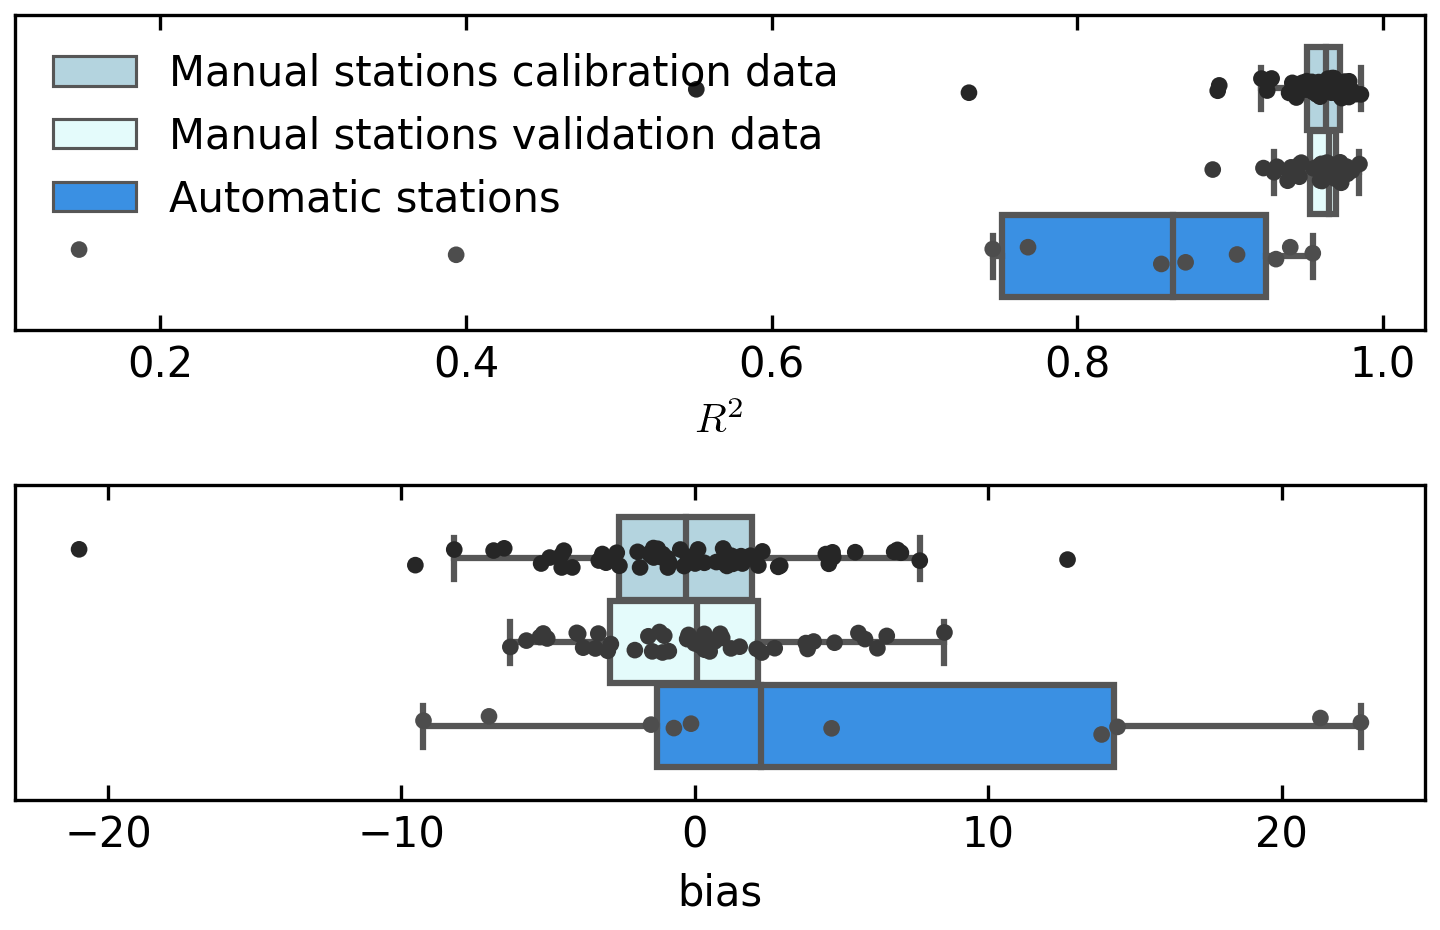 Manual stations calibration data
Manual stations validation data
Automatic stations
0.2 0.4 0.6 0.8 1.0
R²
−20 −10 0 10 20
bias